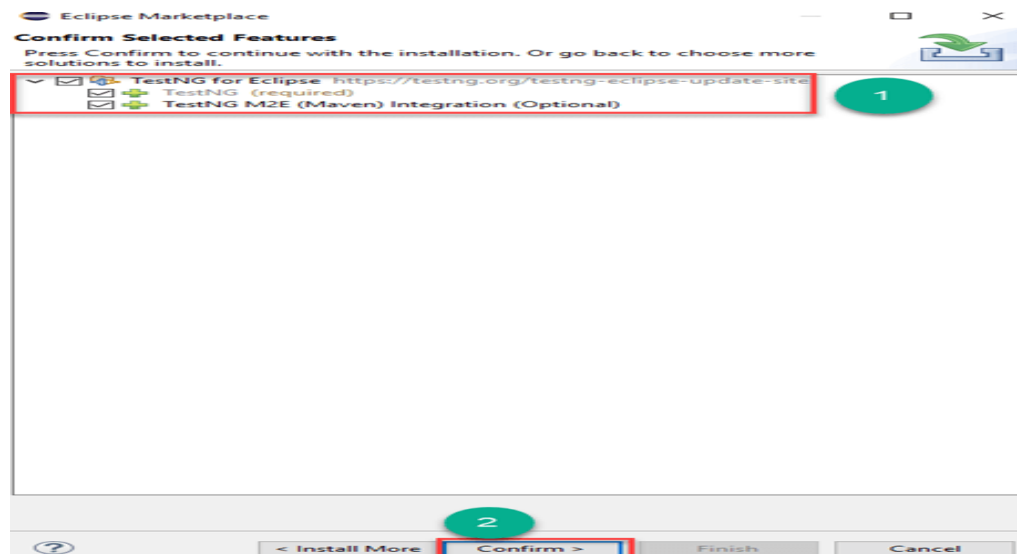 Eclipse Marketplace
Confirm Selected Features
Press Confirm to continue with the installation. Or go back to choose more
solutions to install.
TestNG for Eclipse https://testng.org/testng-eclipse-update-site
TestNG (required)
TestNG M2E (Maven) Integration (Optional)
1
2
?
< Install More
Confirm >
Finish
Cancel